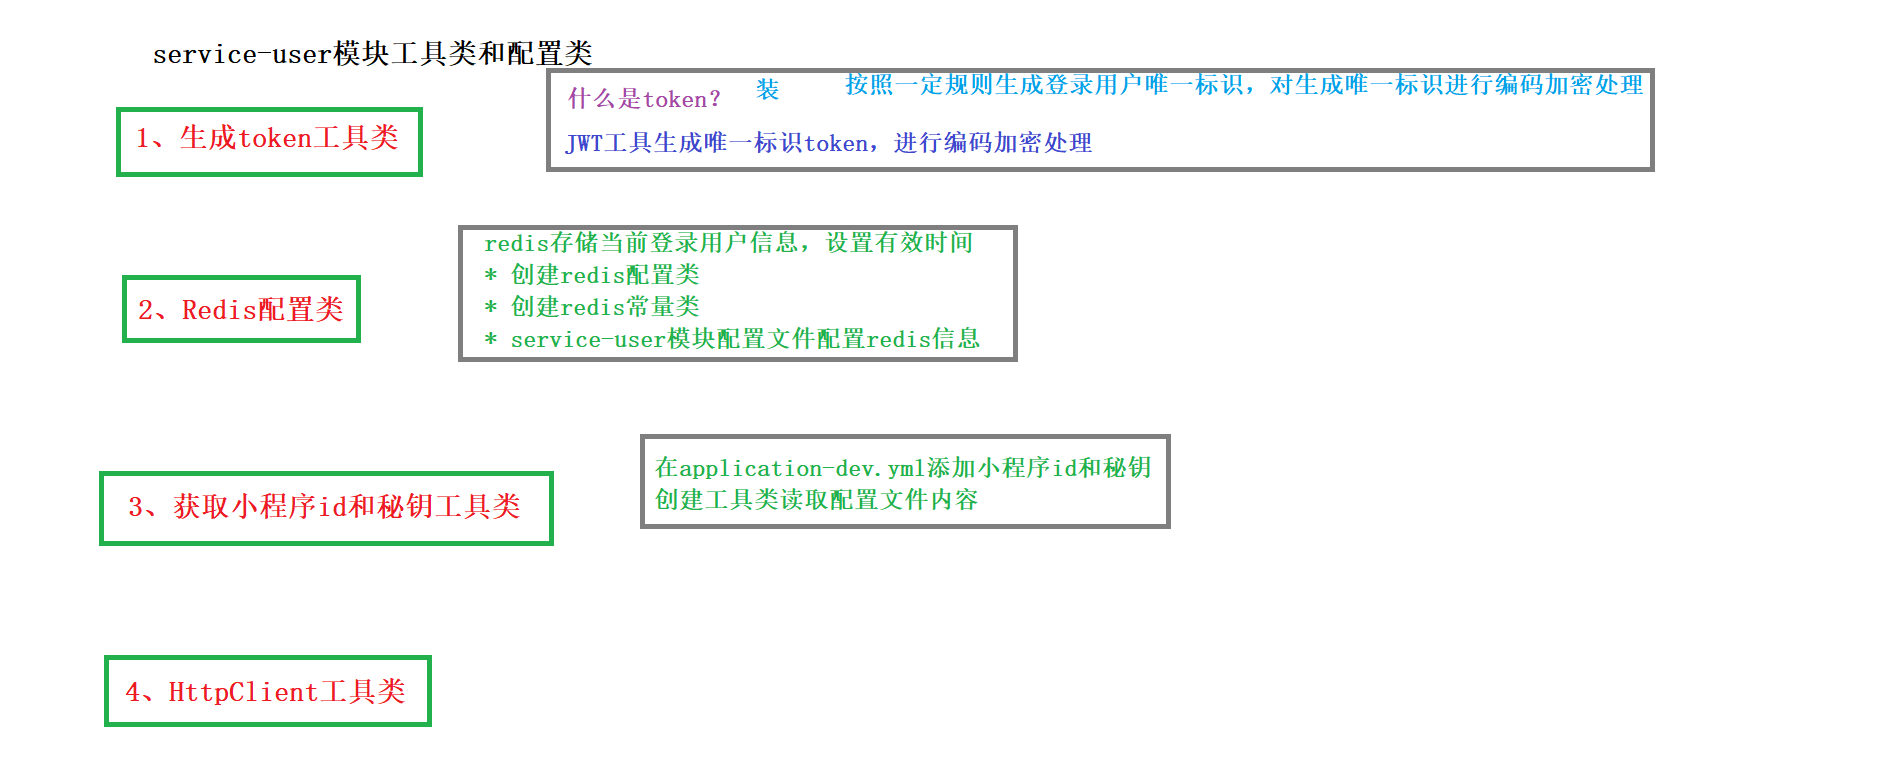 service-user模块工具类和配置类
1、生成token工具类
什么是token?
装
按照一定规则生成登录用户唯一标识，对生成唯一标识进行编码加密处理
JWT工具生成唯一标识token，进行编码加密处理
2、Redis配置类
redis存储当前登录用户信息，设置有效时间
* 创建redis配置类
* 创建redis常量类
* service-user模块配置文件配置redis信息
3、获取小程序id和秘钥工具类
在application-dev.yml添加小程序id和秘钥
创建工具类读取配置文件内容
4、HttpClient工具类